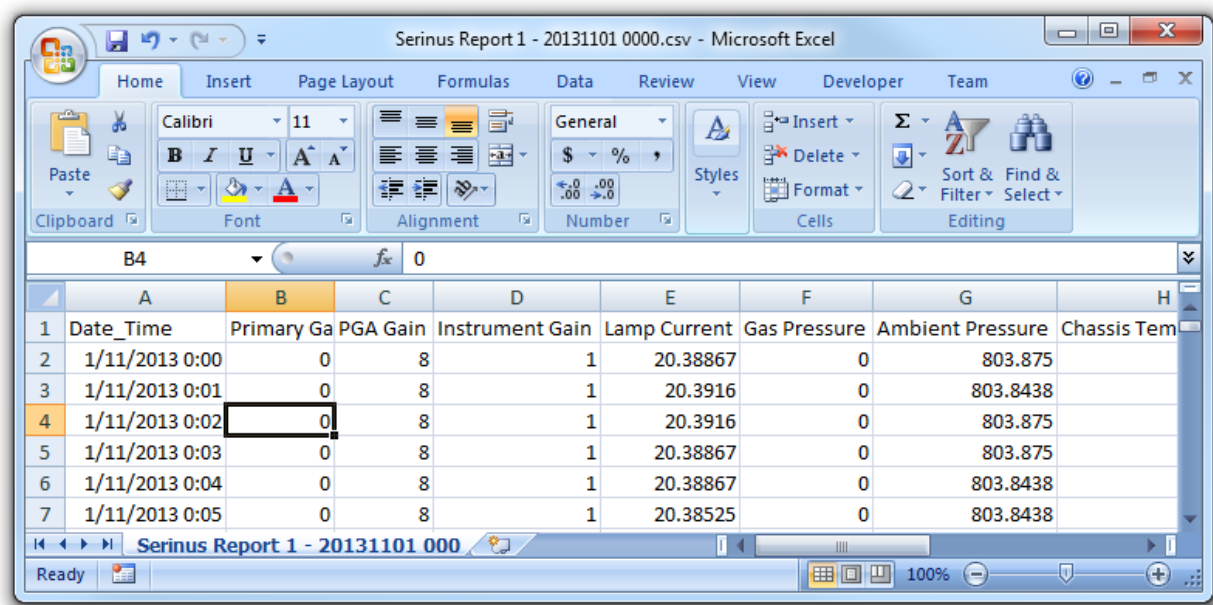 Serinus Report 1 - 20131101 0000.csv - Microsoft Excel
Home Insert Page Layout Formulas Data Review View Developer Team
Calibri 11 General Insert Σ
B I U A A $ % , Delete
Paste Styles Sort & Find &
A .00 .0 Format Filter Select
Clipboard Font Alignment Number Cells Editing
B4 fx 0
A B C D E F G H
1 Date_Time Primary Ga PGA Gain Instrument Gain Lamp Current Gas Pressure Ambient Pressure Chassis Tem
2 1/11/2013 0:00 0 8 1 20.38867 0 803.875
3 1/11/2013 0:01 0 8 1 20.3916 0 803.8438
4 1/11/2013 0:02 0 8 1 20.3916 0 803.875
5 1/11/2013 0:03 0 8 1 20.38867 0 803.875
6 1/11/2013 0:04 0 8 1 20.38867 0 803.8438
7 1/11/2013 0:05 0 8 1 20.38525 0 803.8438
Serinus Report 1 - 20131101 000
Ready 100%